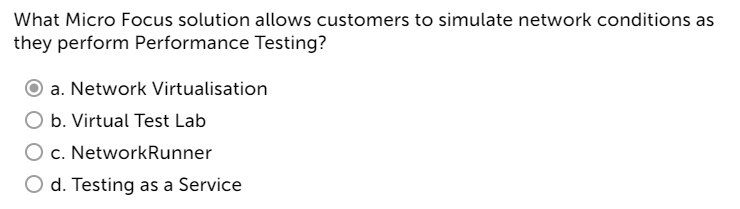 What Micro Focus solution allows customers to simulate network conditions as
they perform Performance Testing?
a. Network Virtualisation
b. Virtual Test Lab
c. NetworkRunner
d. Testing as a Service